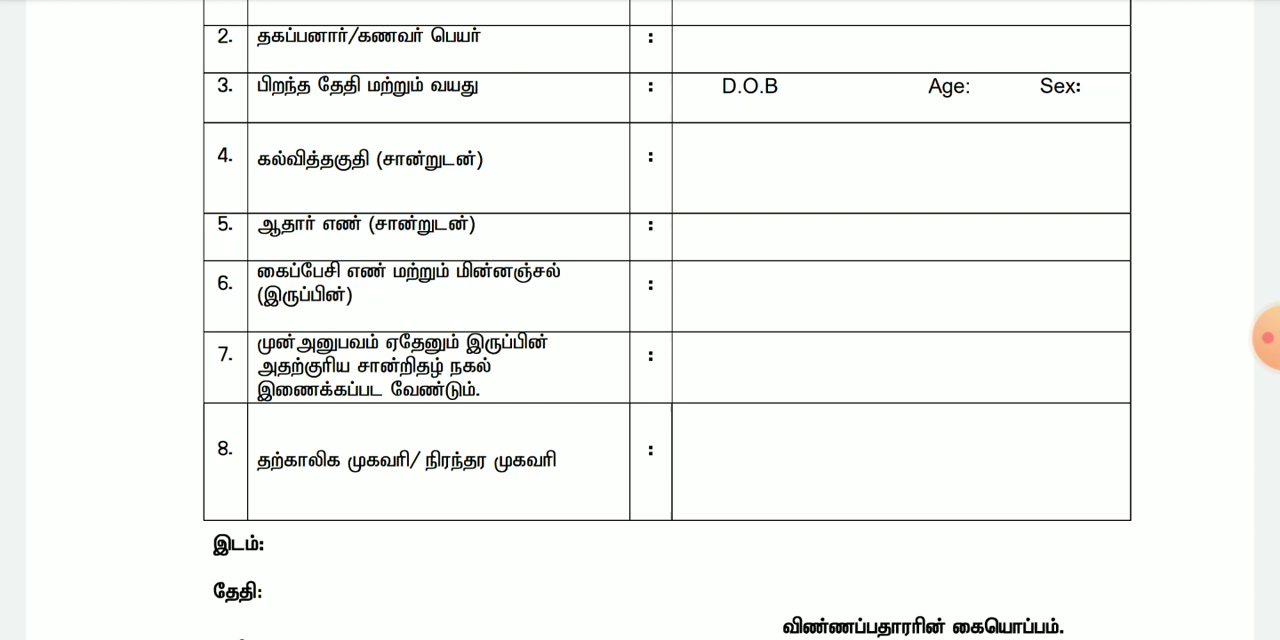 2. தகப்பனார்/கணவர் பெயர் :
3. பிறந்த தேதி மற்றும் வயது : D.O.B Age: Sex:
4. கல்வித்தகுதி (சான்றுடன்) :
5. ஆதார் எண் (சான்றுடன்) :
6. கைப்பேசி எண் மற்றும் மின்னஞ்சல் :
(இருப்பின்)
7. முன்அனுபவம் ஏதேனும் இருப்பின் :
அதற்குரிய சான்றிதழ் நகல்
இணைக்கப்பட வேண்டும்.
8. தற்காலிக முகவரி/ நிரந்தர முகவரி :
இடம்:
தேதி:
விண்ணப்பதாரரின் கையொப்பம்.